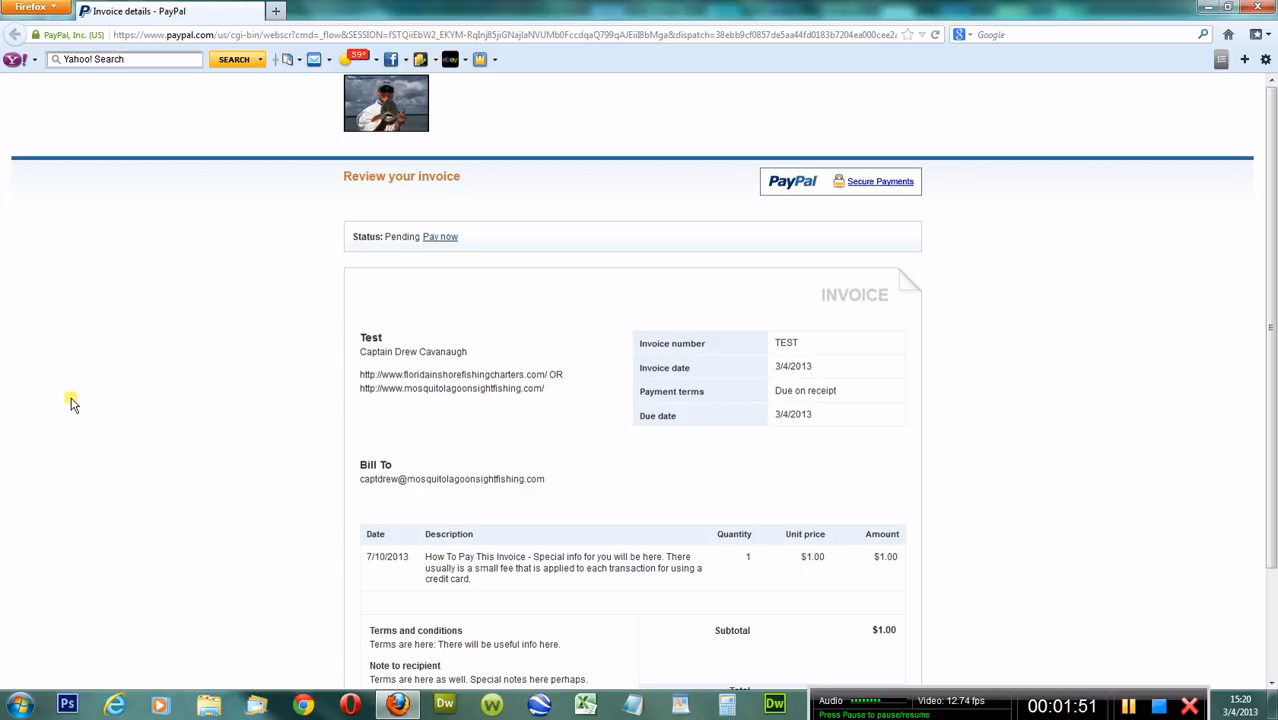 Firefox
Invoice details - PayPal
PayPal, Inc. (US)
Google
Yahoo! Search
SEARCH
59°
ebay
Review your invoice
PayPal Secure Payments
Status: Pending Pay now
INVOICE
Test
Captain Drew Cavanaugh
http://www.floridainshorefishingcharters.com/ OR
http://www.mosquitolagoonsightfishing.com/
Invoice number TEST
Invoice date 3/4/2013
Payment terms Due on receipt
Due date 3/4/2013
Bill To
captdrew@mosquitolagoonsightfishing.com
Date Description Quantity Unit price Amount
7/10/2013 How To Pay This Invoice - Special info for you will be here. There 1 $1.00 $1.00
usually is a small fee that is applied to each transaction for using a
credit card.
Terms and conditions Subtotal $1.00
Terms are here: There will be useful info here.
Note to recipient
Terms are here as well. Special notes here perhaps.
Total
Ps
Dw
W
Dw
Audio
Video: 12.74 fps
Press Pause to pause/resume
00:01:51
15:20
3/4/2013